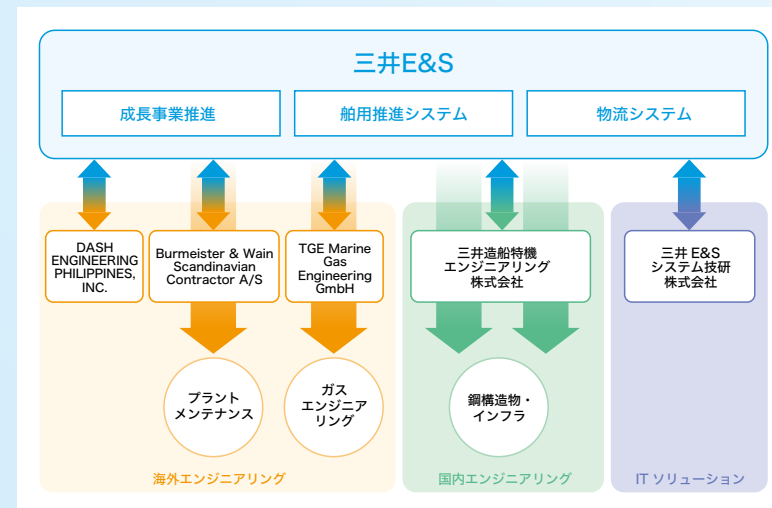 三井E&S
成長事業推進
舶用推進システム
物流システム
DASH
ENGINEERING
PHILIPPINES,
INC.
Burmeister & Wain
Scandinavian
Contractor A/S
TGE Marine
Gas
Engineering
GmbH
三井造船特機
エンジニアリング
株式会社
三井 E&S
システム技研
株式会社
プラント
メンテナンス
ガス
エンジニア
リング
鋼構造物・
インフラ
海外エンジニアリング
国内エンジニアリング
IT ソリューション